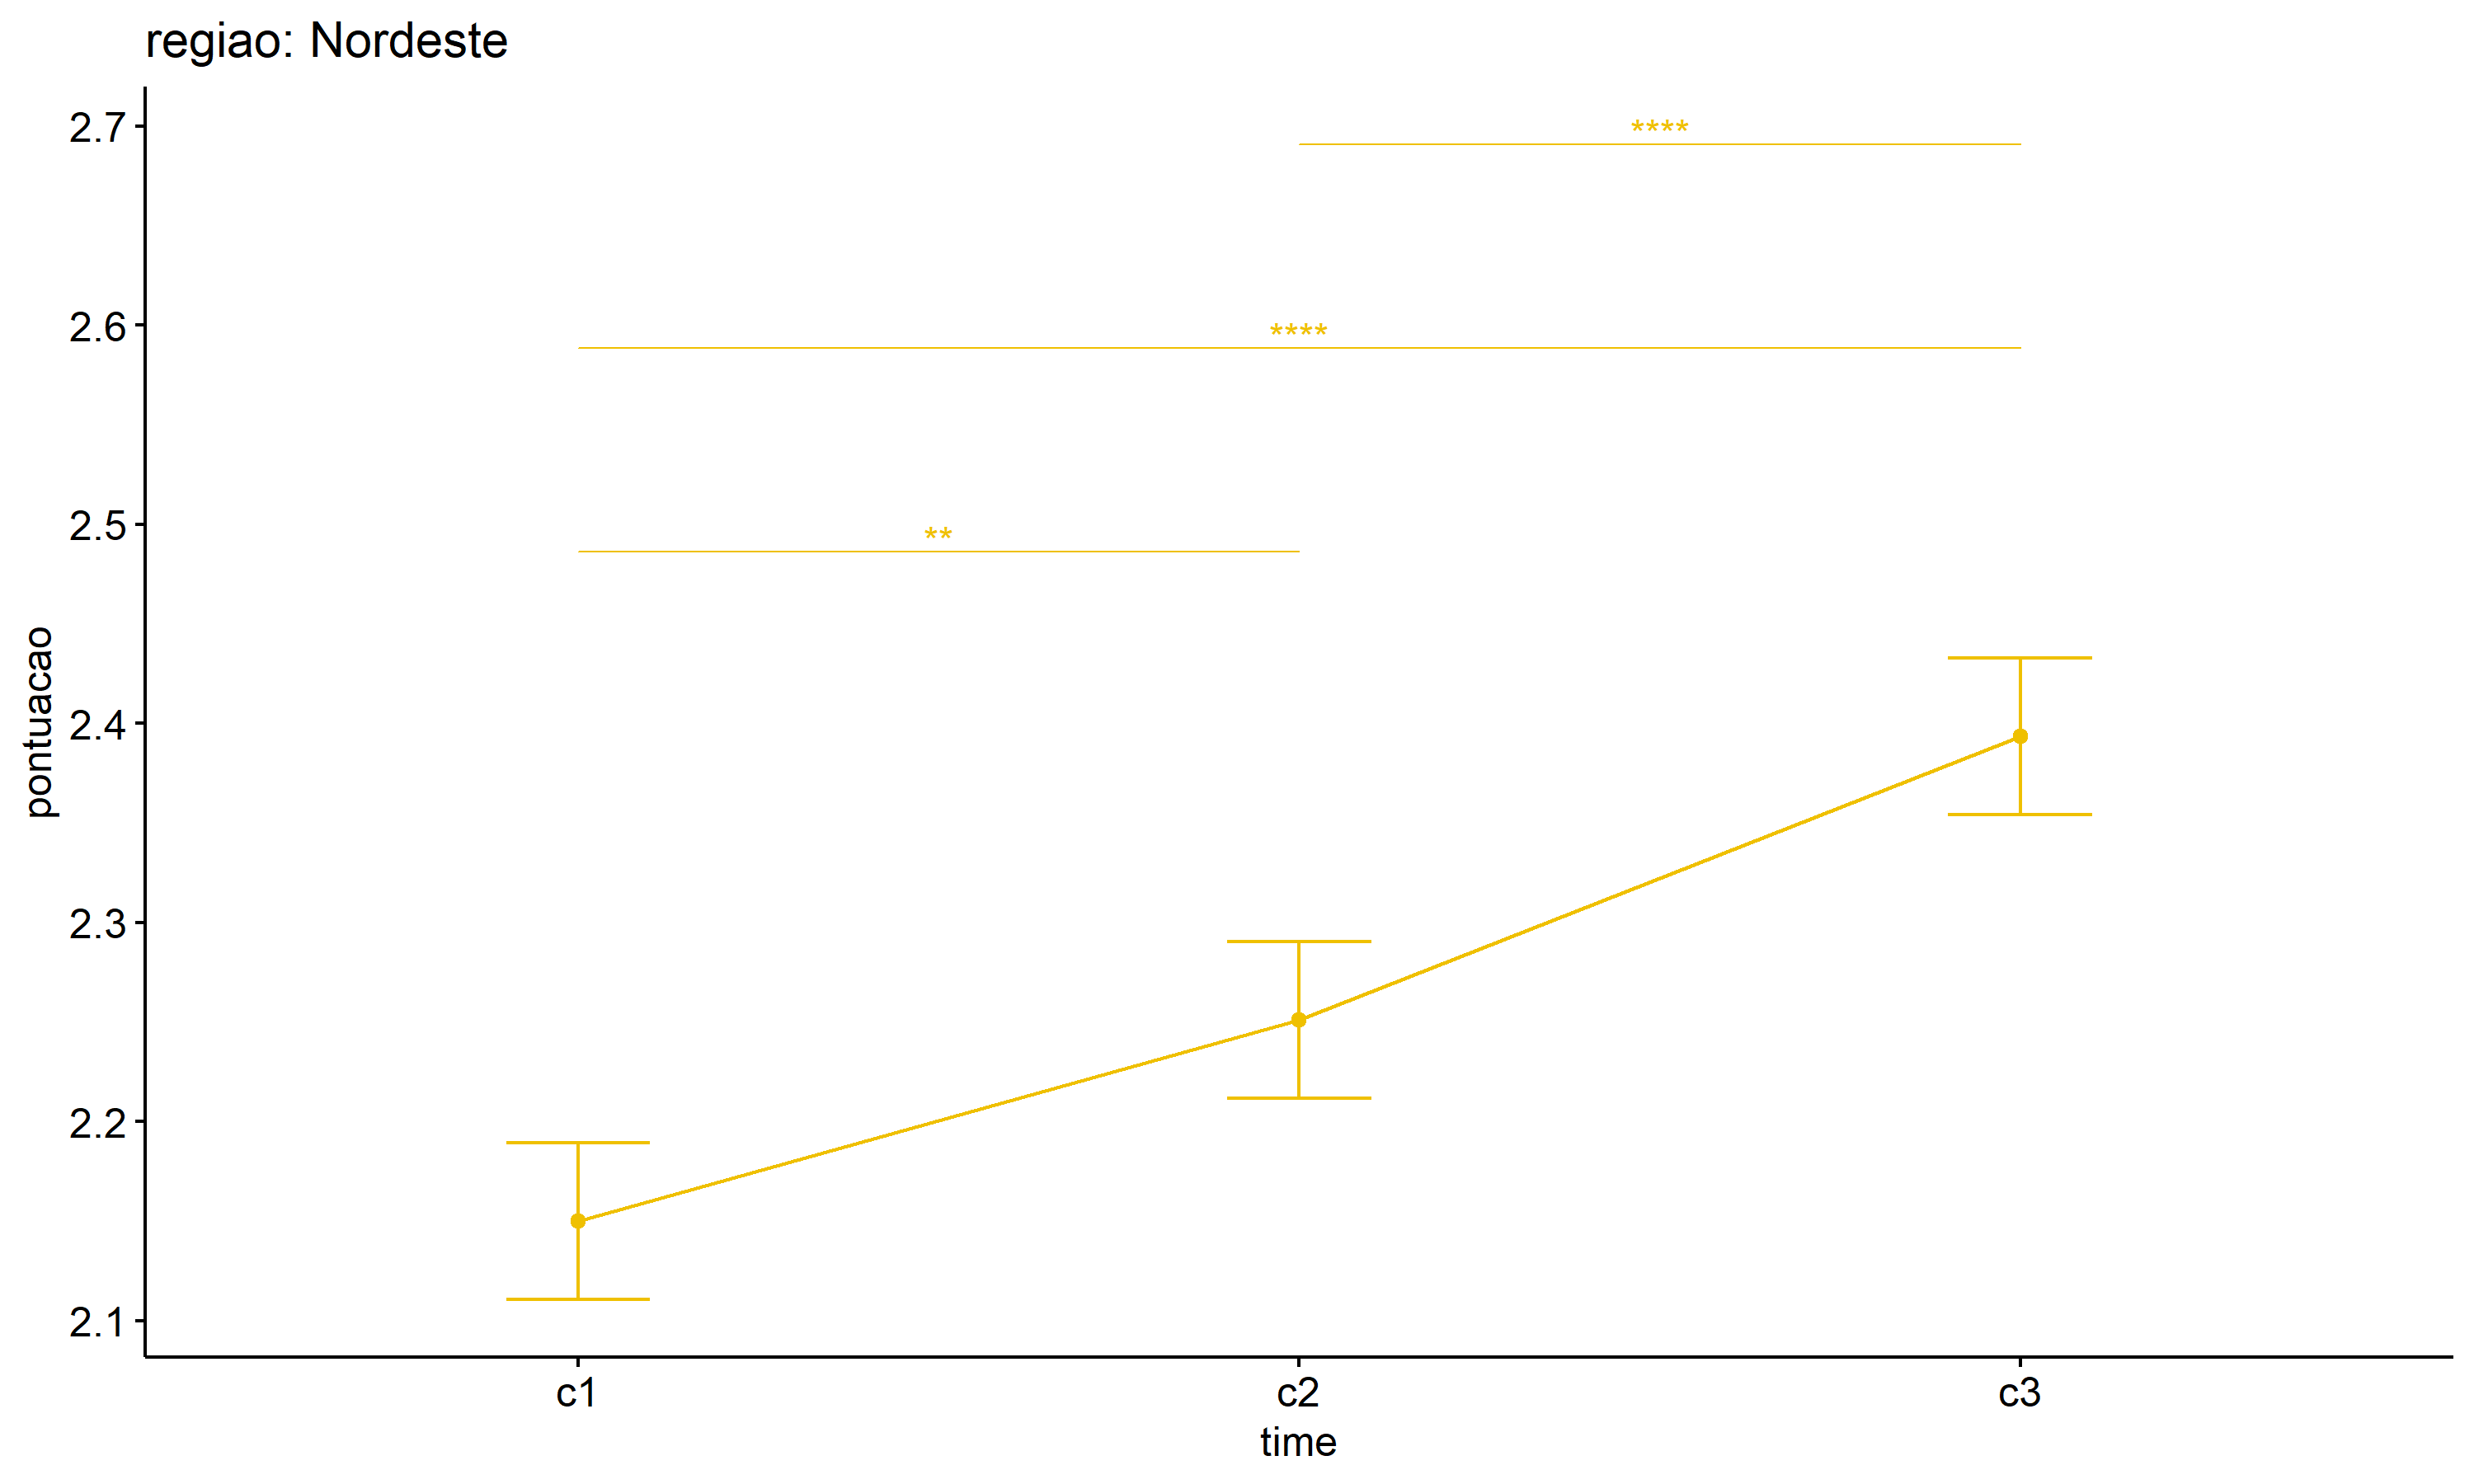 regiao: Nordeste
2.7
****
2.6
****
2.5
**
pontuacao
2.4
2.3
2.2
2.1
c1 c2 c3
time